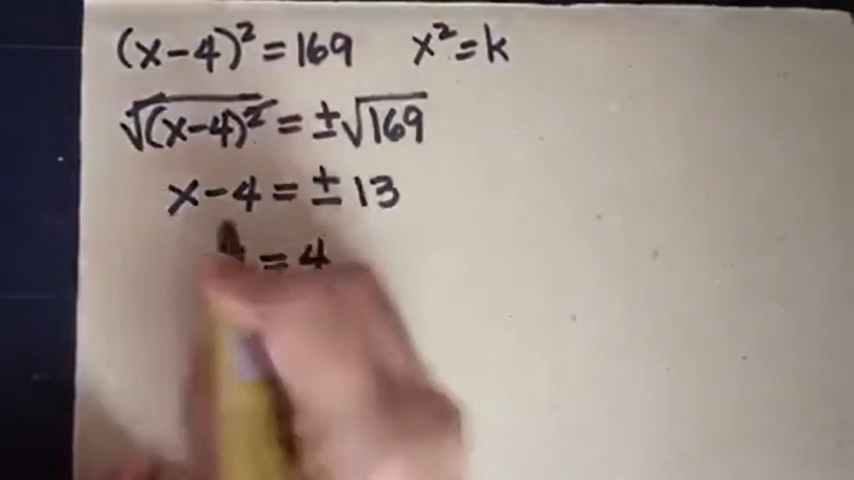 (x-4)² = 169 x² = k
√(x-4)² = ±√169
x-4 = ±13
= 4